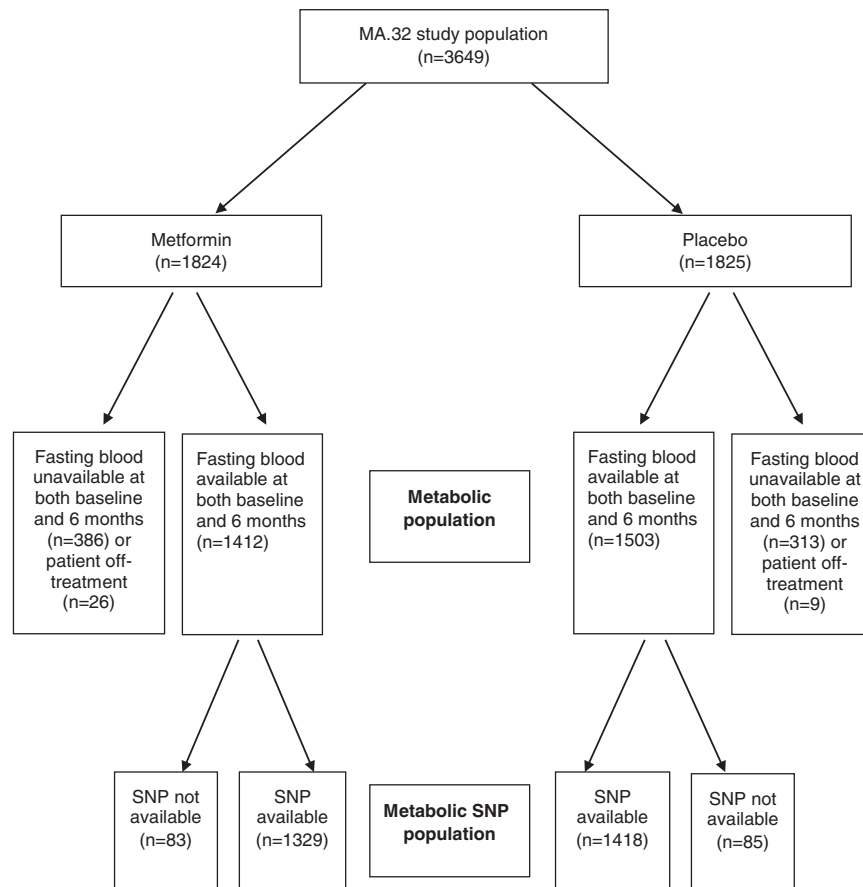 MA.32 study population
(n=3649)
Metformin
(n=1824)
Placebo
(n=1825)
Fasting blood
unavailable at
both baseline
and 6 months
(n=386) or
patient off-
treatment
(n=26)
Fasting blood
available at
both baseline
and 6 months
(n=1412)
Metabolic
population
Fasting blood
available at
both baseline
and 6 months
(n=1503)
Fasting blood
unavailable at
both baseline
and 6 months
(n=313) or
patient off-
treatment
(n=9)
SNP not
available
(n=83)
SNP
available
(n=1329)
Metabolic SNP
population
SNP
available
(n=1418)
SNP not
available
(n=85)